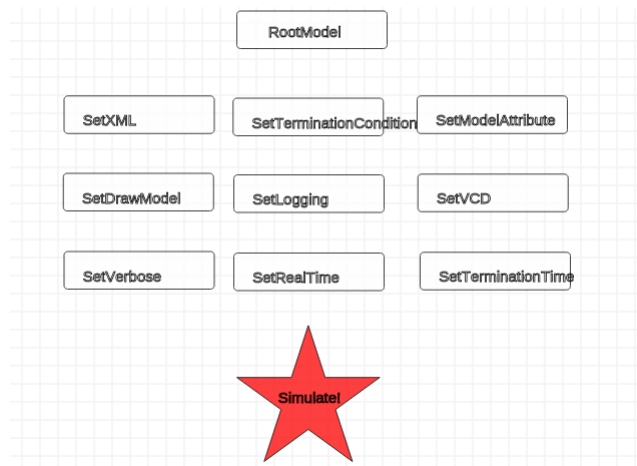 RootModel
SetXML
SetTerminationCondition
SetModelAttribute
SetDrawModel
SetLogging
SetVCD
SetVerbose
SetRealTime
SetTerminationTime
Simulate!